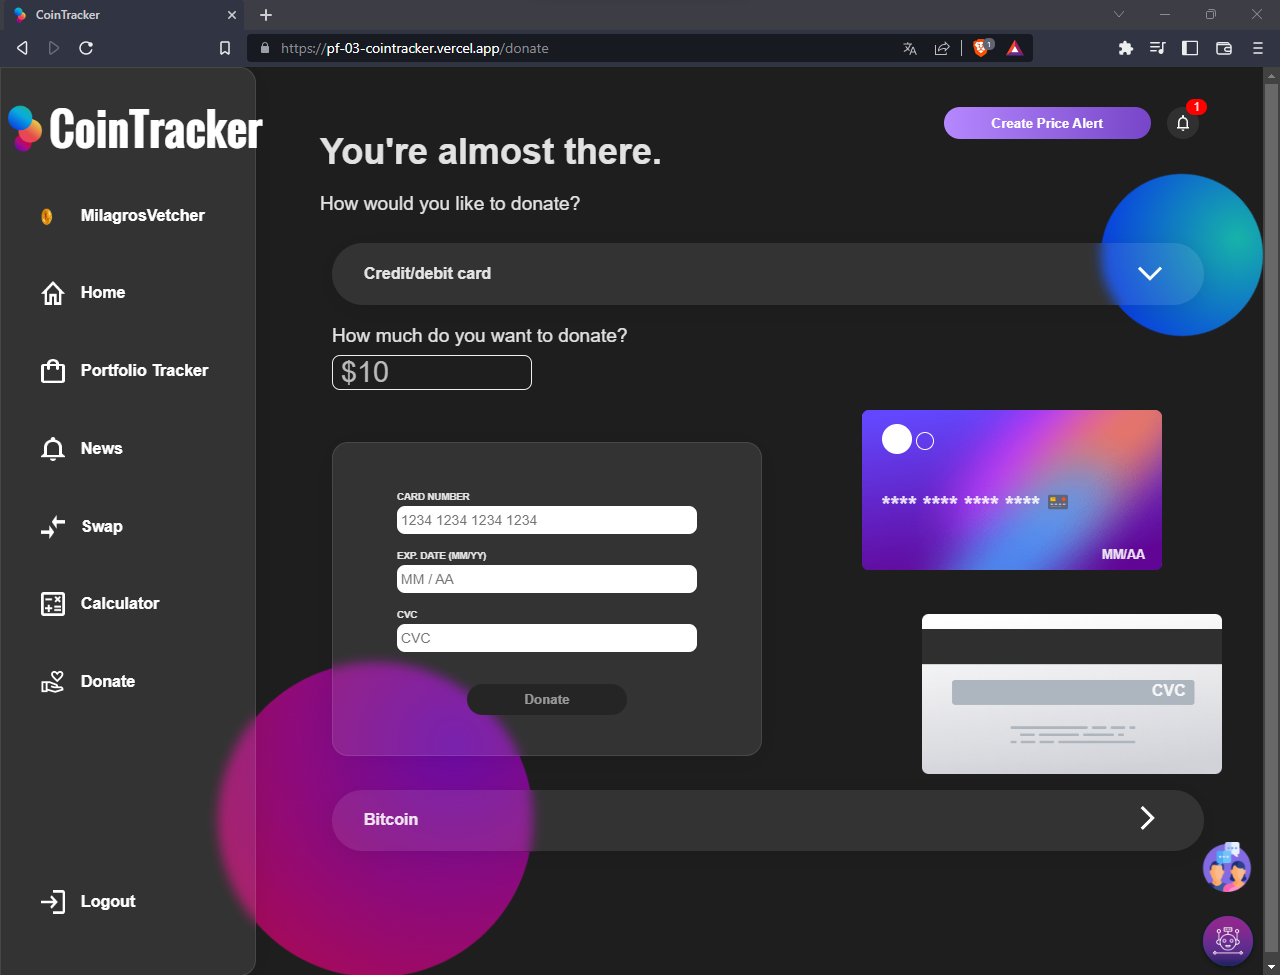 CoinTracker
https://pf-03-cointracker.vercel.app/donate
1
CoinTracker
Create Price Alert
1
You're almost there.
MilagrosVetcher
How would you like to donate?
Credit/debit card
Home
How much do you want to donate?
$10
Portfolio Tracker
News
CARD NUMBER
1234 1234 1234 1234
**** **** **** ****
Swap
EXP. DATE (MM/YY)
MM / AA
MM/AA
Calculator
CVC
CVC
Donate
Donate
CVC
Bitcoin
Logout